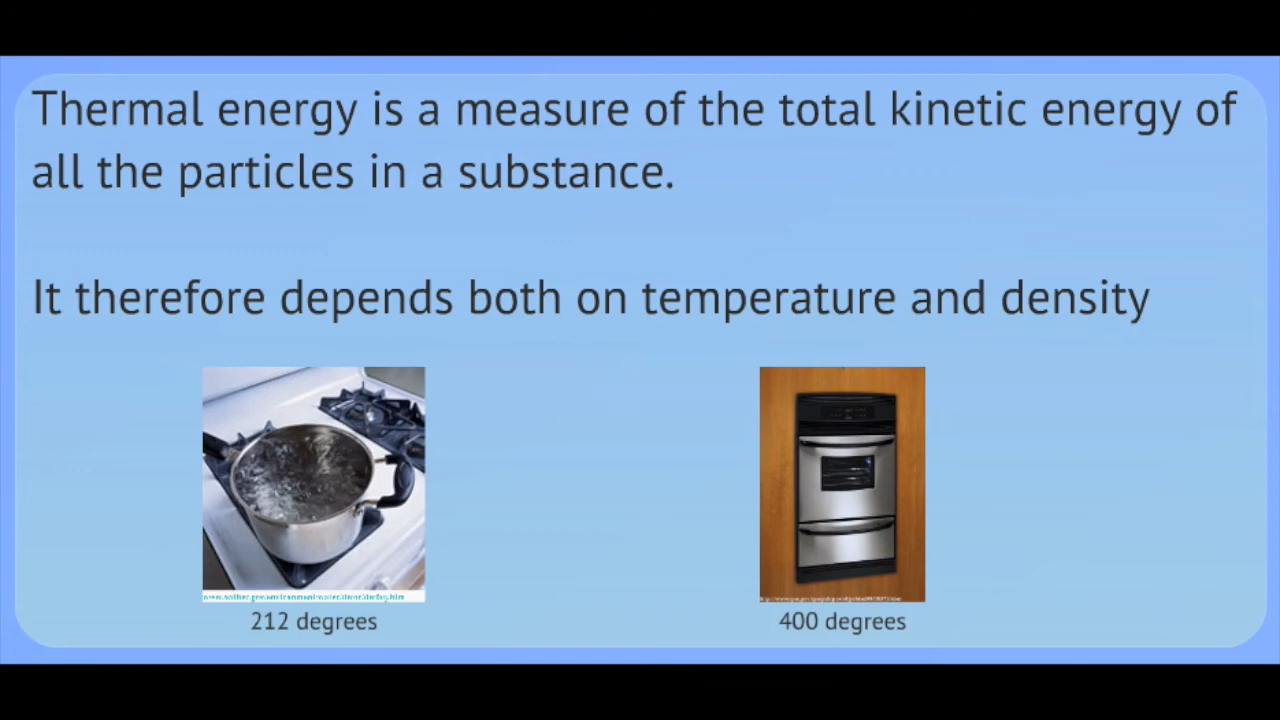 Thermal energy is a measure of the total kinetic energy of
all the particles in a substance.
It therefore depends both on temperature and density
212 degrees
400 degrees